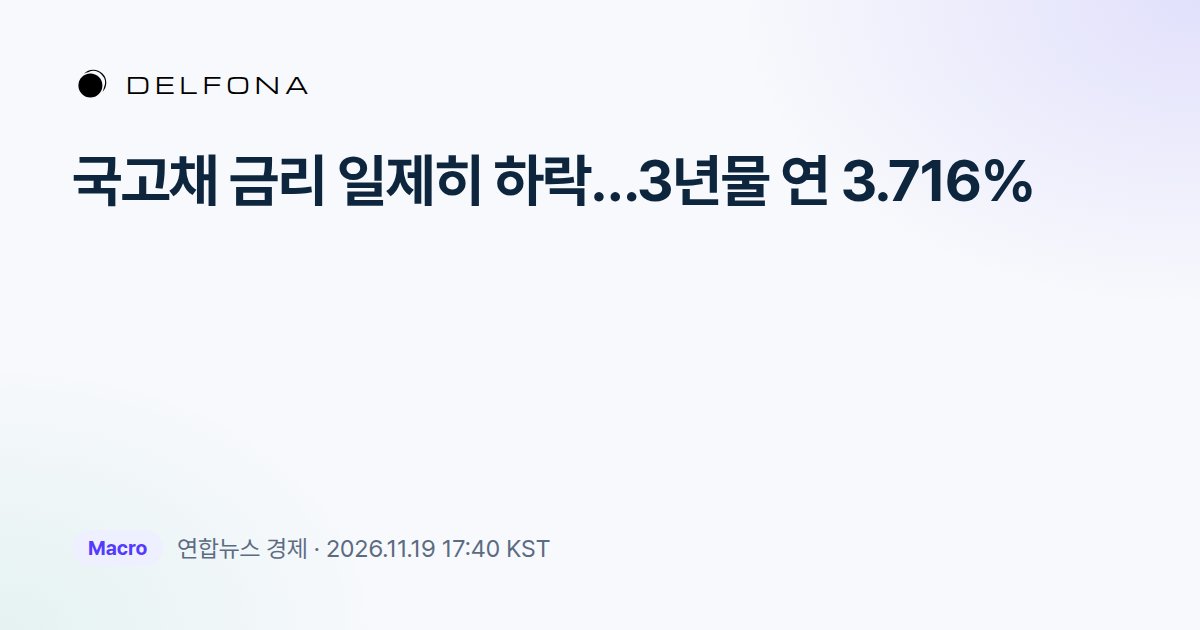 DELFONA
국고채 금리 일제히 하락...3년물 연 3.716%
Macro 연합뉴스 경제 · 2026.11.19 17:40 KST